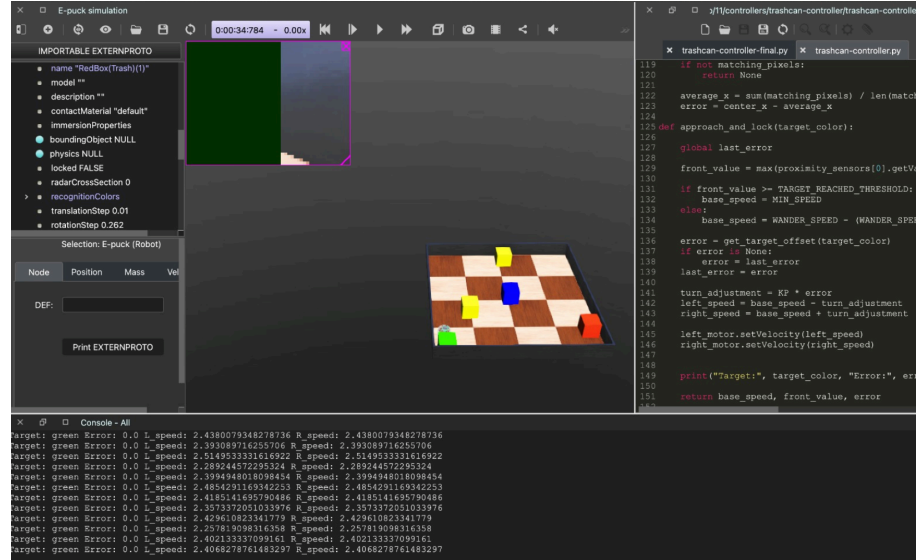 E-puck simulation
0:00:34:784 - 0.00x
IMPORTABLE EXTERNPROTO
name "RedBox(Trash)(1)"
model ""
description ""
contactMaterial "default"
immersionProperties
boundingObject NULL
physics NULL
locked FALSE
radarCrossSection 0
recognitionColors
translationStep 0.01
rotationStep 0.262
Selection: E-puck (Robot)
Node Position Mass Vel
DEF:
Print EXTERNPROTO
/11/controllers/trashcan-controller/trashcan-controlle
trashcan-controller-final.py trashcan-controller.py
119 if not matching_pixels:
120 return None
121
122 average_x = sum(matching_pixels) / len(match
123 error = center_x - average_x
124
125 def approach_and_lock(target_color):
126
127 global last_error
128
129 front_value = max(proximity_sensors[0].getVa
130
131 if front_value >= TARGET_REACHED_THRESHOLD:
132 base_speed = MIN_SPEED
133 else:
134 base_speed = WANDER_SPEED - (WANDER_SPE
135
136 error = get_target_offset(target_color)
137 if error is None:
138 error = last_error
139 last_error = error
140
141 turn_adjustment = KP * error
142 left_speed = base_speed - turn_adjustment
143 right_speed = base_speed + turn_adjustment
144
145 left_motor.setVelocity(left_speed)
146 right_motor.setVelocity(right_speed)
147
148
149 print("Target:", target_color, "Error:", err
150
151 return base_speed, front_value, error
Console - All
Target: green Error: 0.0 L_speed: 2.4380079348278736 R_speed: 2.4380079348278736
Target: green Error: 0.0 L_speed: 2.393089716255706 R_speed: 2.393089716255706
Target: green Error: 0.0 L_speed: 2.5149533331616922 R_speed: 2.5149533331616922
Target: green Error: 0.0 L_speed: 2.289244572295324 R_speed: 2.289244572295324
Target: green Error: 0.0 L_speed: 2.3994948018098454 R_speed: 2.3994948018098454
Target: green Error: 0.0 L_speed: 2.4854291169342253 R_speed: 2.4854291169342253
Target: green Error: 0.0 L_speed: 2.4185141695790486 R_speed: 2.4185141695790486
Target: green Error: 0.0 L_speed: 2.3573372051033976 R_speed: 2.3573372051033976
Target: green Error: 0.0 L_speed: 2.429610823341779 R_speed: 2.429610823341779
Target: green Error: 0.0 L_speed: 2.257819098316358 R_speed: 2.257819098316358
Target: green Error: 0.0 L_speed: 2.402133337099161 R_speed: 2.402133337099161
Target: green Error: 0.0 L_speed: 2.4068278761483297 R_speed: 2.4068278761483297